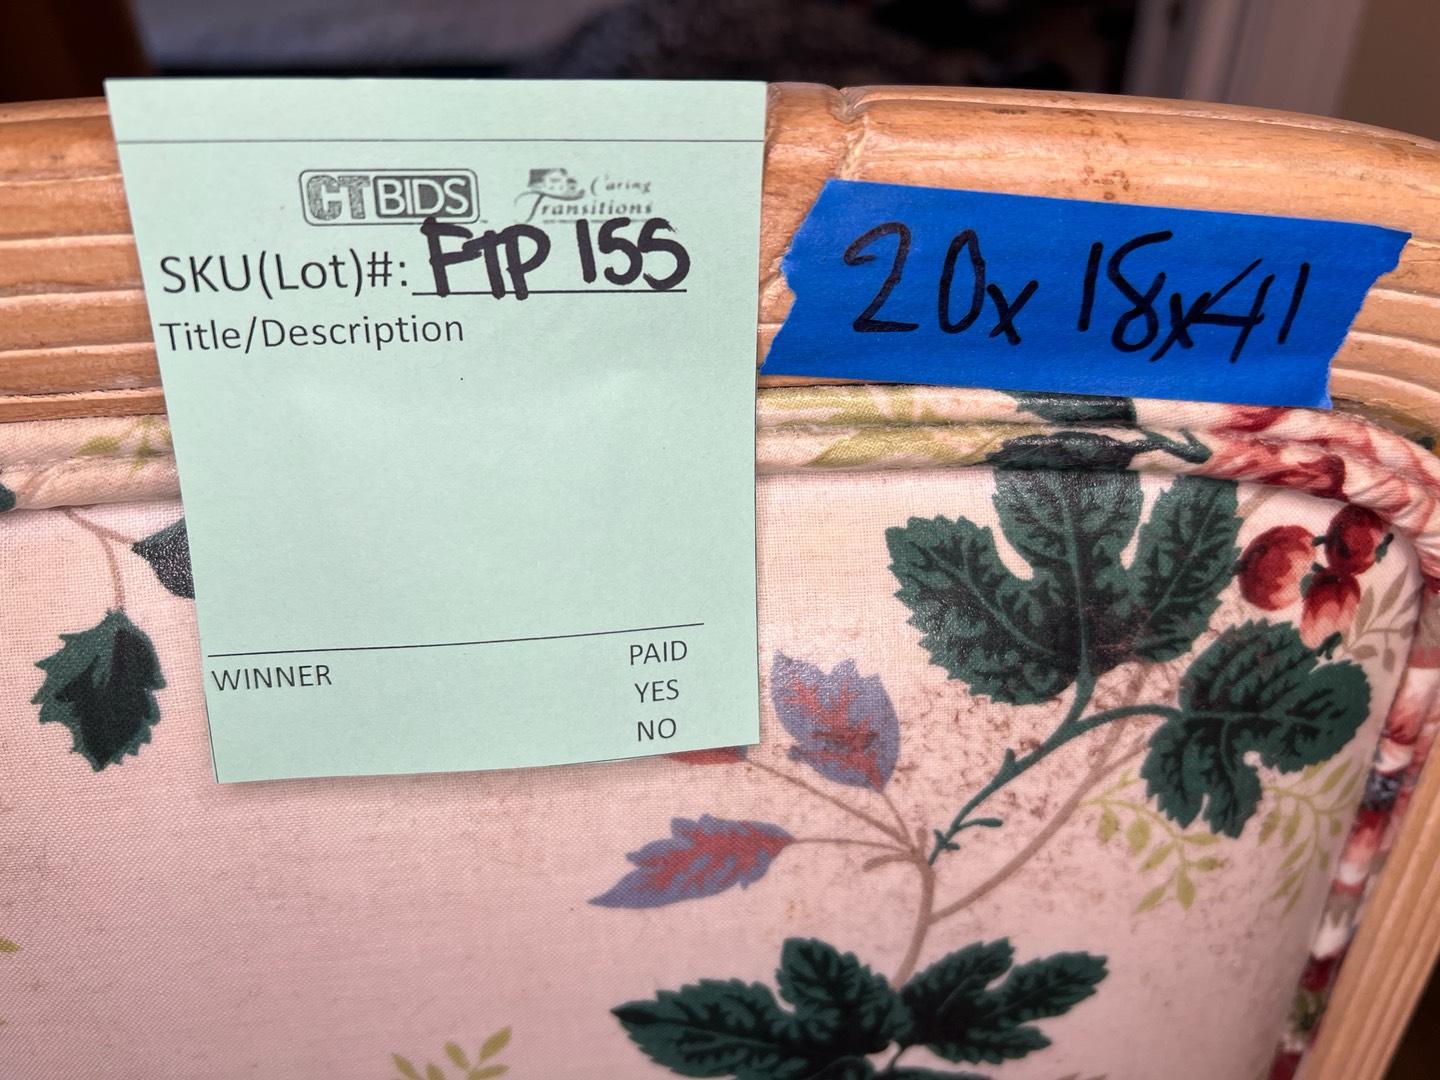 CTBIDS
Caring Transitions
SKU(Lot)#: FTP 155
20x 18x41
Title/Description
WINNER
PAID
YES
NO